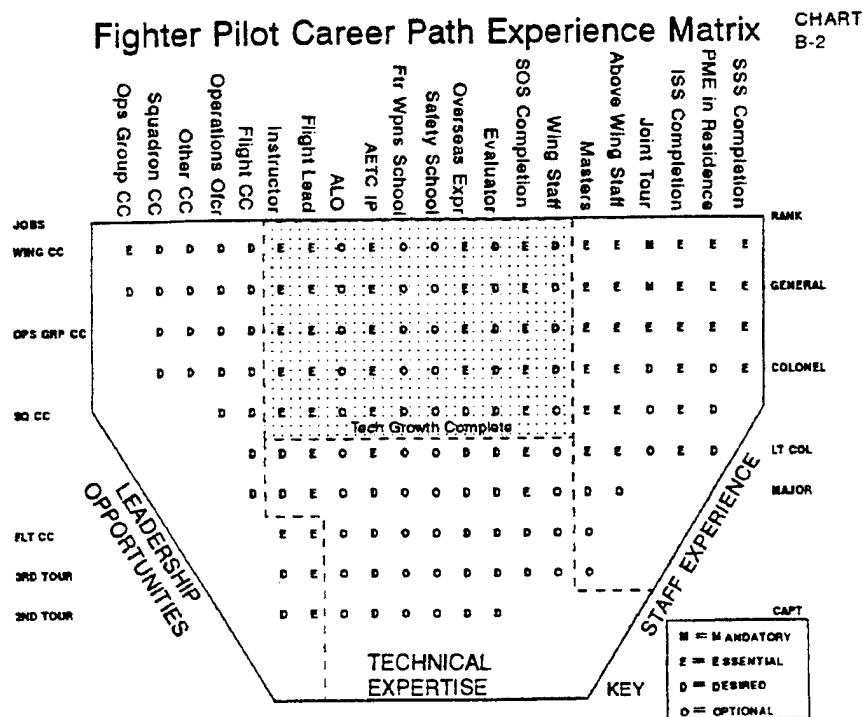 Fighter Pilot Career Path Experience Matrix
CHART
B-2
Ops Group CC
Squadron CC
Other CC
Operations Ofcr
Flight CC
Instructor
Flight Lead
ALO
AETC IP
Ftr Wpns School
Safety School
Overseas Expr
Evaluator
SOS Completion
Wing Staff
Masters
Above Wing Staff
Joint Tour
ISS Completion
PME in Residence
SSS Completion
JOBS RANK
WING CC E D D D D E E O E O O E D E D E E M E E E
D D D D D E E O E D O E D E D E E M E E E GENERAL
OPS GRP CC D D D D E E O E O O E D E D E E E E E E
D D D D E E O E O O E D E D E E D E D E COLONEL
SQ CC D D E E O E D O O D E O E E O E D
Tech Growth Complete
D D E O E O O D D E O E E O E D LT COL
D D E O D O O D D E O D O MAJOR
FLT CC E E O D O O D D D O O
3RD TOUR D E O D O O D D D O O
2ND TOUR D E O D O O D D CAPT
LEADERSHIP
OPPORTUNITIES
STAFF EXPERIENCE
TECHNICAL
EXPERTISE
KEY
M = MANDATORY
E = ESSENTIAL
D = DESIRED
O = OPTIONAL